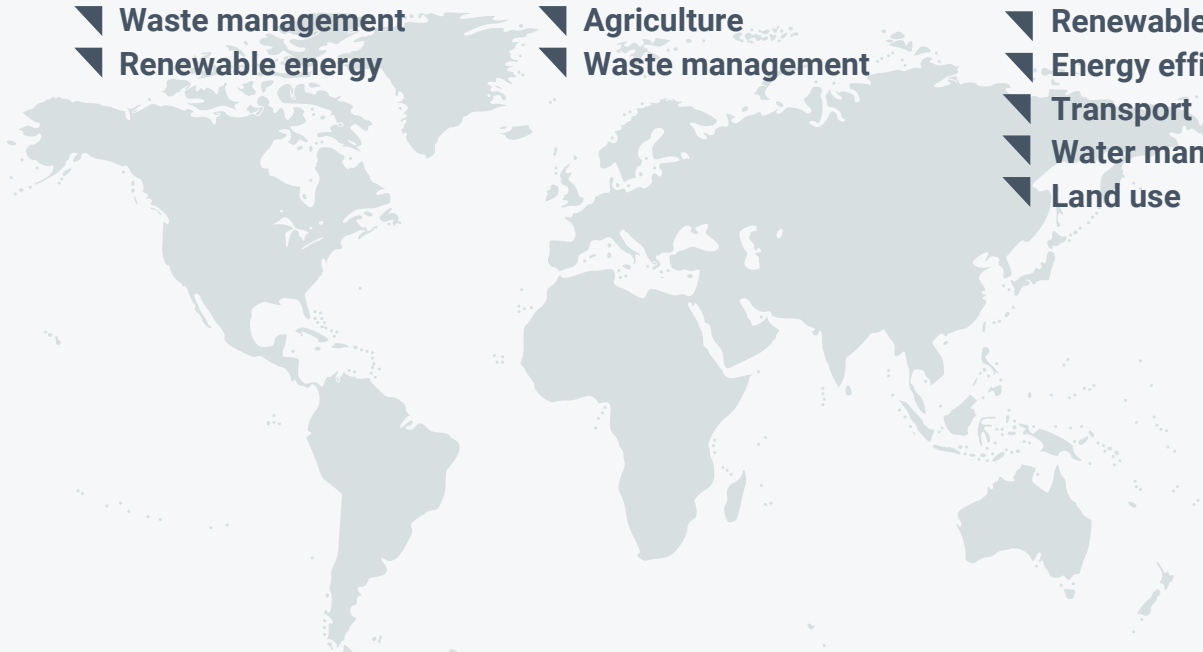 Waste management
Renewable energy
Agriculture
Waste management
Renewable
Energy effi
Transport
Water man
Land use